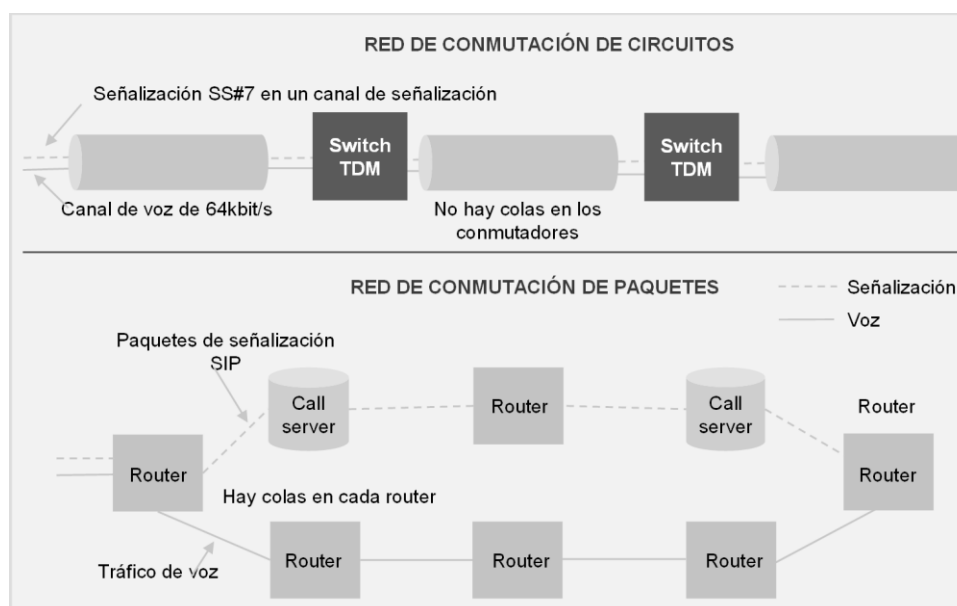 RED DE CONMUTACIÓN DE CIRCUITOS
Señalización SS#7 en un canal de señalización
Switch
TDM
Switch
TDM
Canal de voz de 64kbit/s
No hay colas en los
conmutadores
RED DE CONMUTACIÓN DE PAQUETES
Señalización
Voz
Paquetes de señalización
SIP
Call
server
Router
Call
server
Router
Router
Router
Hay colas en cada router
Router
Router
Router
Tráfico de voz